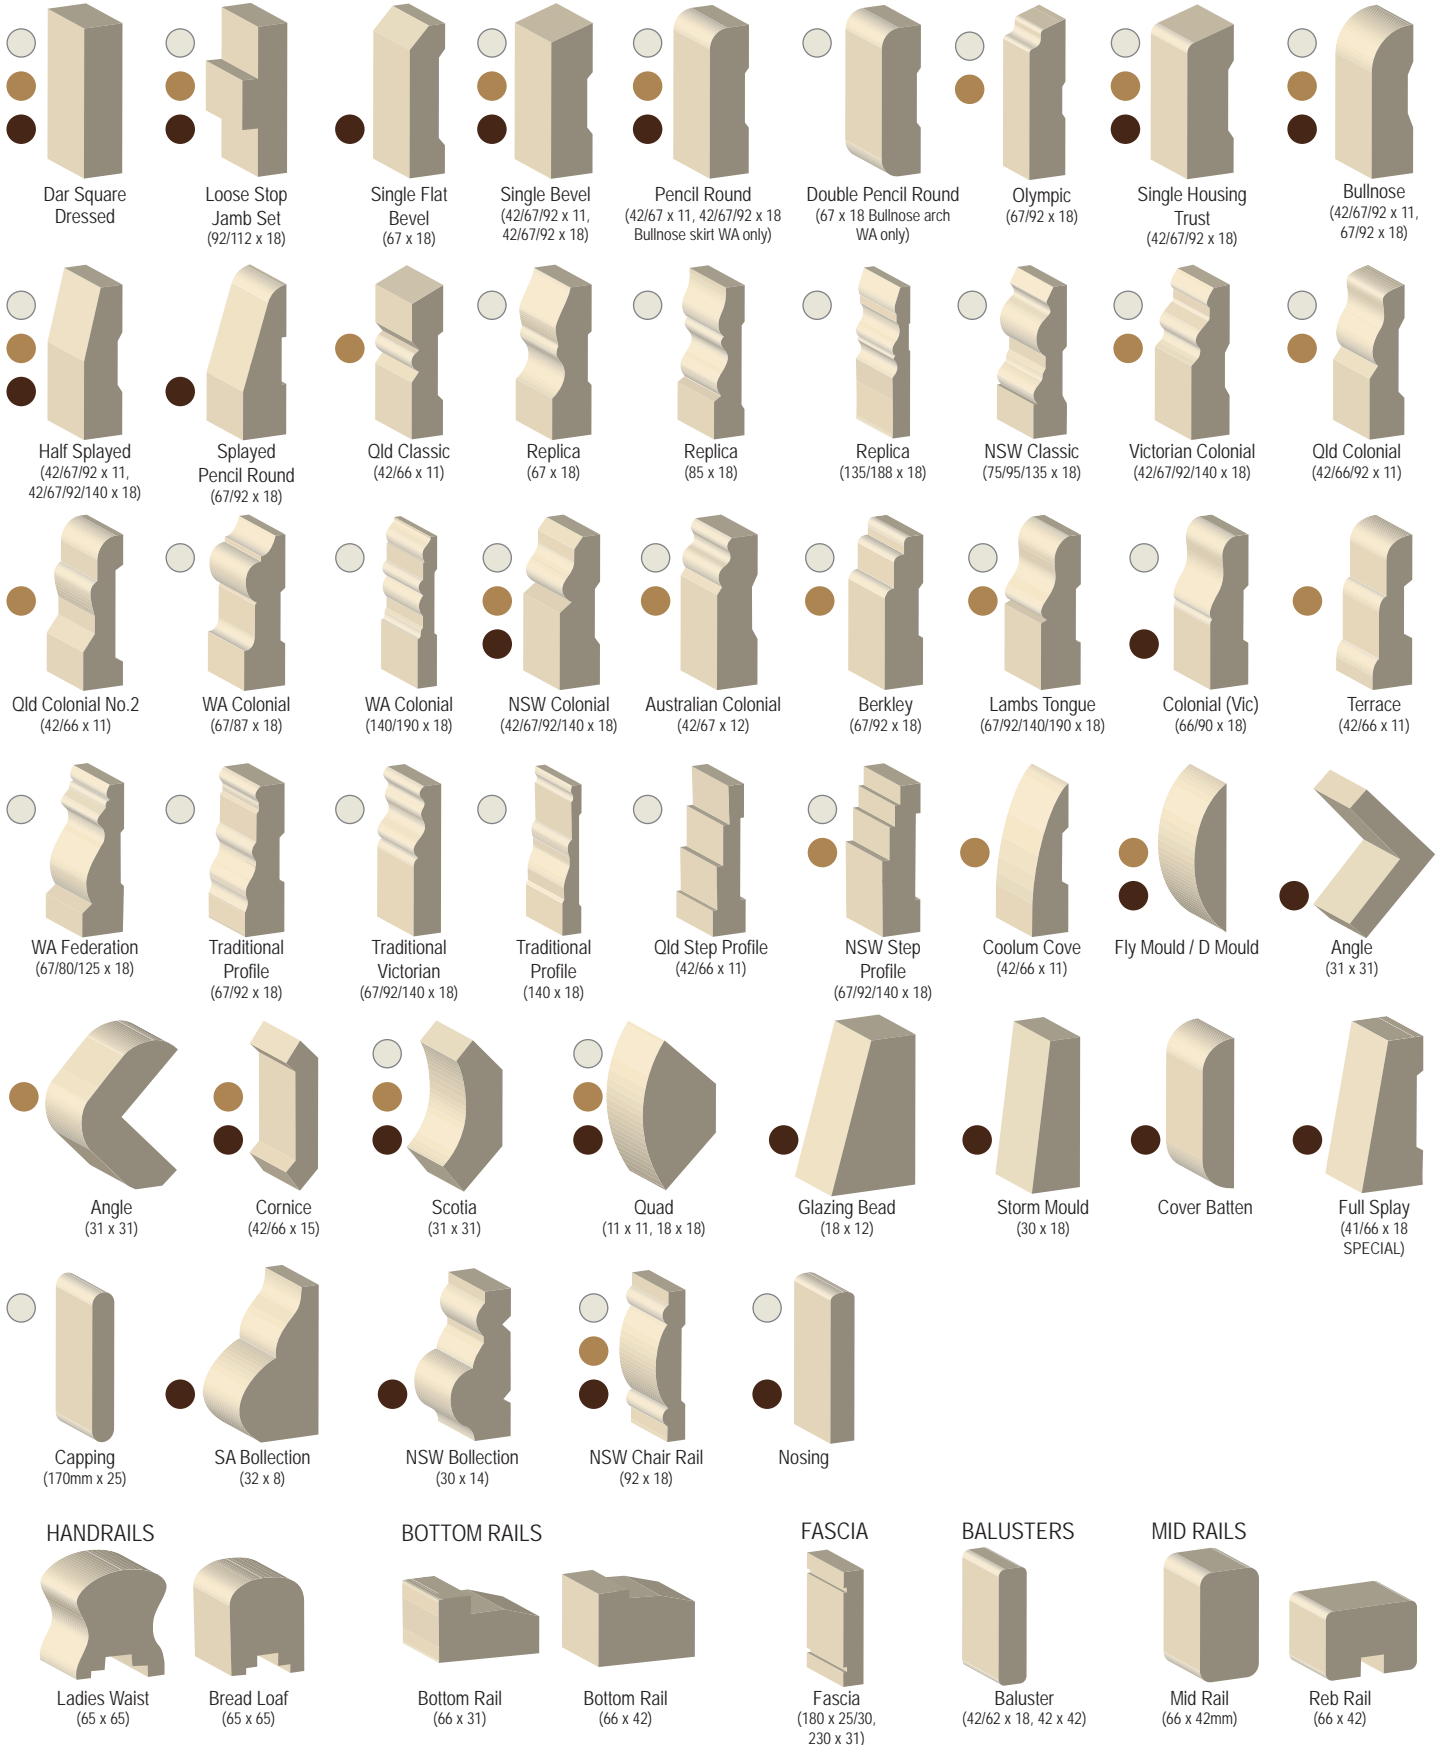 Dar Square
Dressed
Loose Stop
Jamb Set
(92/112 x 18)
Single Flat
Bevel
(67 x 18)
Single Bevel
(42/67/92 x 11,
42/67/92 x 18)
Pencil Round
(42/67 x 11, 42/67/92 x 18
Bullnose skirt WA only)
Double Pencil Round
(67 x 18 Bullnose arch
WA only)
Olympic
(67/92 x 18)
Single Housing
Trust
(42/67/92 x 18)
Bullnose
(42/67/92 x 11,
67/92 x 18)
Half Splayed
(42/67/92 x 11,
42/67/92/140 x 18)
Splayed
Pencil Round
(67/92 x 18)
Qld Classic
(42/66 x 11)
Replica
(67 x 18)
Replica
(85 x 18)
Replica
(135/188 x 18)
NSW Classic
(75/95/135 x 18)
Victorian Colonial
(42/67/92/140 x 18)
Qld Colonial
(42/66/92 x 11)
Qld Colonial No.2
(42/66 x 11)
WA Colonial
(67/87 x 18)
WA Colonial
(140/190 x 18)
NSW Colonial
(42/67/92/140 x 18)
Australian Colonial
(42/67 x 12)
Berkley
(67/92 x 18)
Lambs Tongue
(67/92/140/190 x 18)
Colonial (Vic)
(66/90 x 18)
Terrace
(42/66 x 11)
WA Federation
(67/80/125 x 18)
Traditional
Profile
(67/92 x 18)
Traditional
Victorian
(67/92/140 x 18)
Traditional
Profile
(140 x 18)
Qld Step Profile
(42/66 x 11)
NSW Step
Profile
(67/92/140 x 18)
Coolum Cove
(42/66 x 11)
Fly Mould / D Mould
Angle
(31 x 31)
Angle
(31 x 31)
Cornice
(42/66 x 15)
Scotia
(31 x 31)
Quad
(11 x 11, 18 x 18)
Glazing Bead
(18 x 12)
Storm Mould
(30 x 18)
Cover Batten
Full Splay
(41/66 x 18
SPECIAL)
Capping
(170mm x 25)
SA Bollection
(32 x 8)
NSW Bollection
(30 x 14)
NSW Chair Rail
(92 x 18)
Nosing
HANDRAILS
BOTTOM RAILS
FASCIA
BALUSTERS
MID RAILS
Ladies Waist
(65 x 65)
Bread Loaf
(65 x 65)
Bottom Rail
(66 x 31)
Bottom Rail
(66 x 42)
Fascia
(180 x 25/30,
230 x 31)
Baluster
(42/62 x 18, 42 x 42)
Mid Rail
(66 x 42mm)
Reb Rail
(66 x 42)